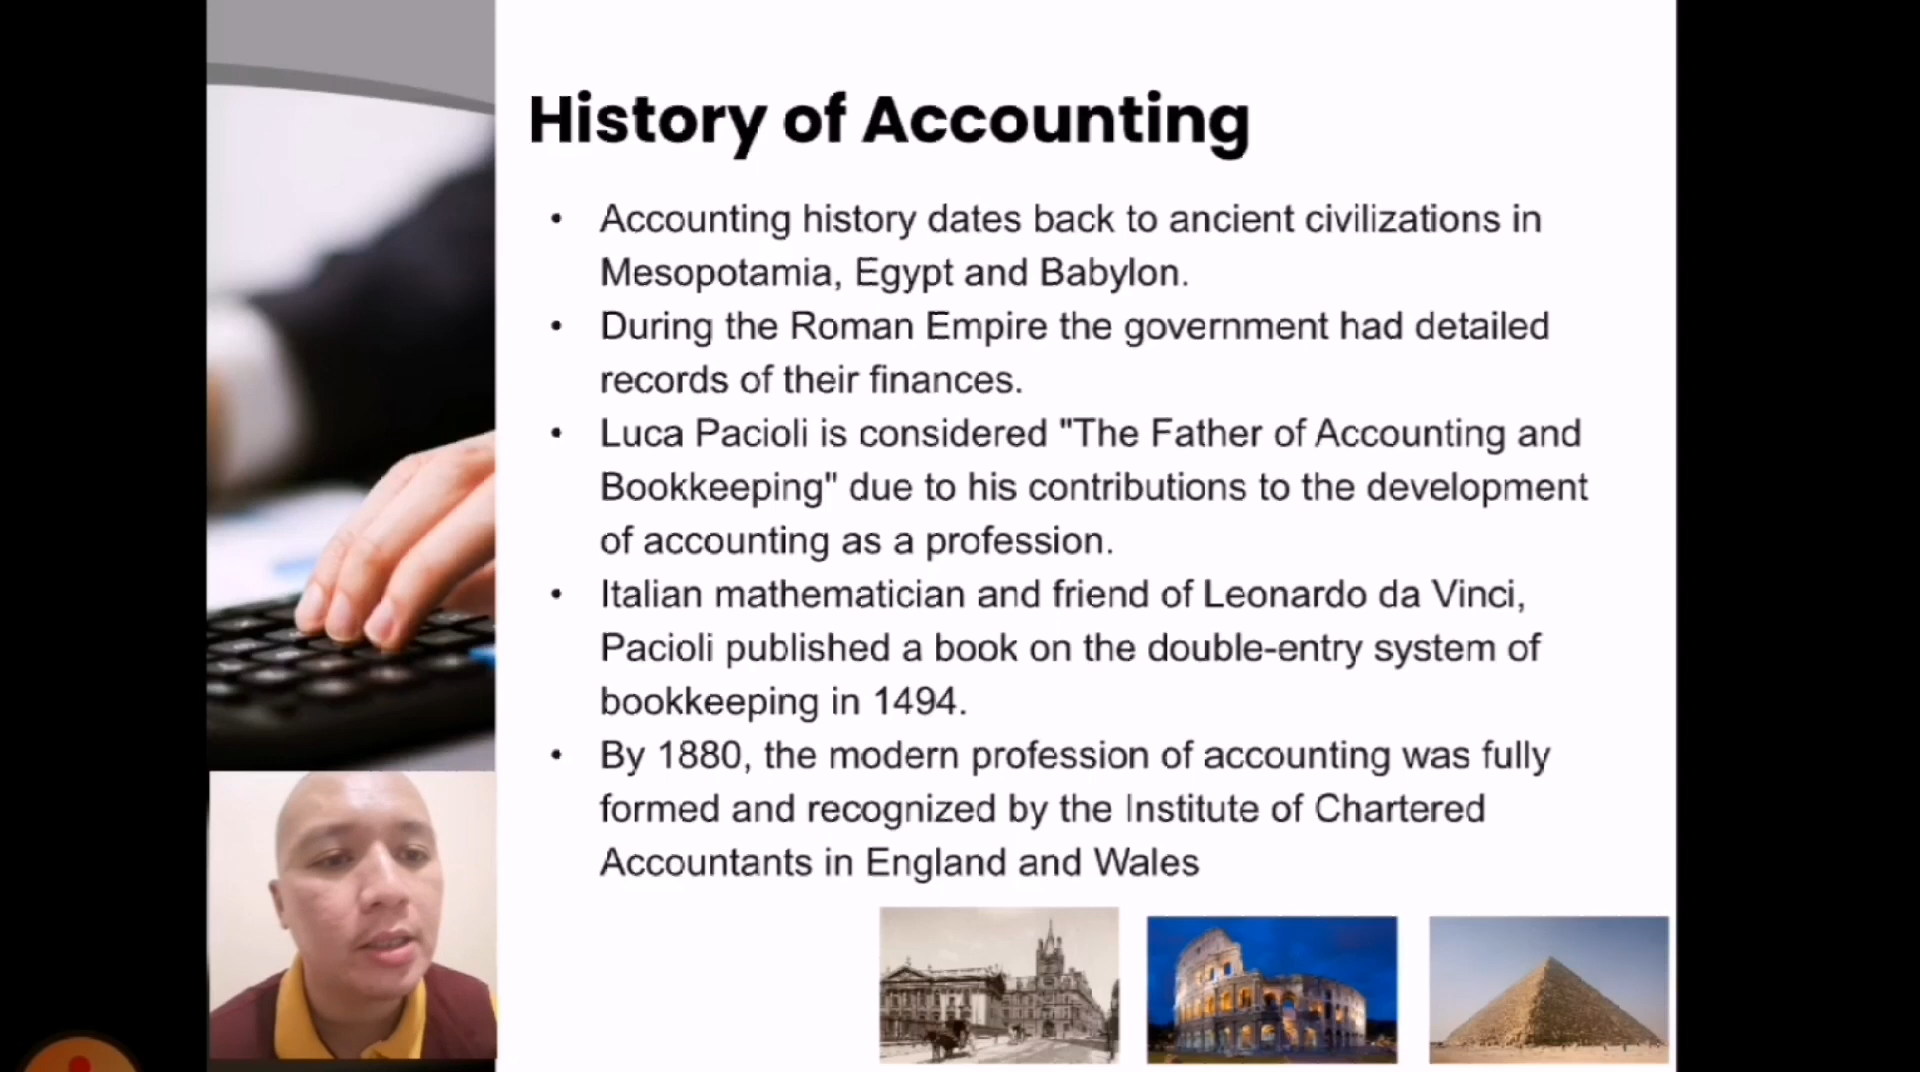 History of Accounting
• Accounting history dates back to ancient civilizations in
Mesopotamia, Egypt and Babylon.
• During the Roman Empire the government had detailed
records of their finances.
• Luca Pacioli is considered "The Father of Accounting and
Bookkeeping" due to his contributions to the development
of accounting as a profession.
• Italian mathematician and friend of Leonardo da Vinci,
Pacioli published a book on the double-entry system of
bookkeeping in 1494.
• By 1880, the modern profession of accounting was fully
formed and recognized by the Institute of Chartered
Accountants in England and Wales